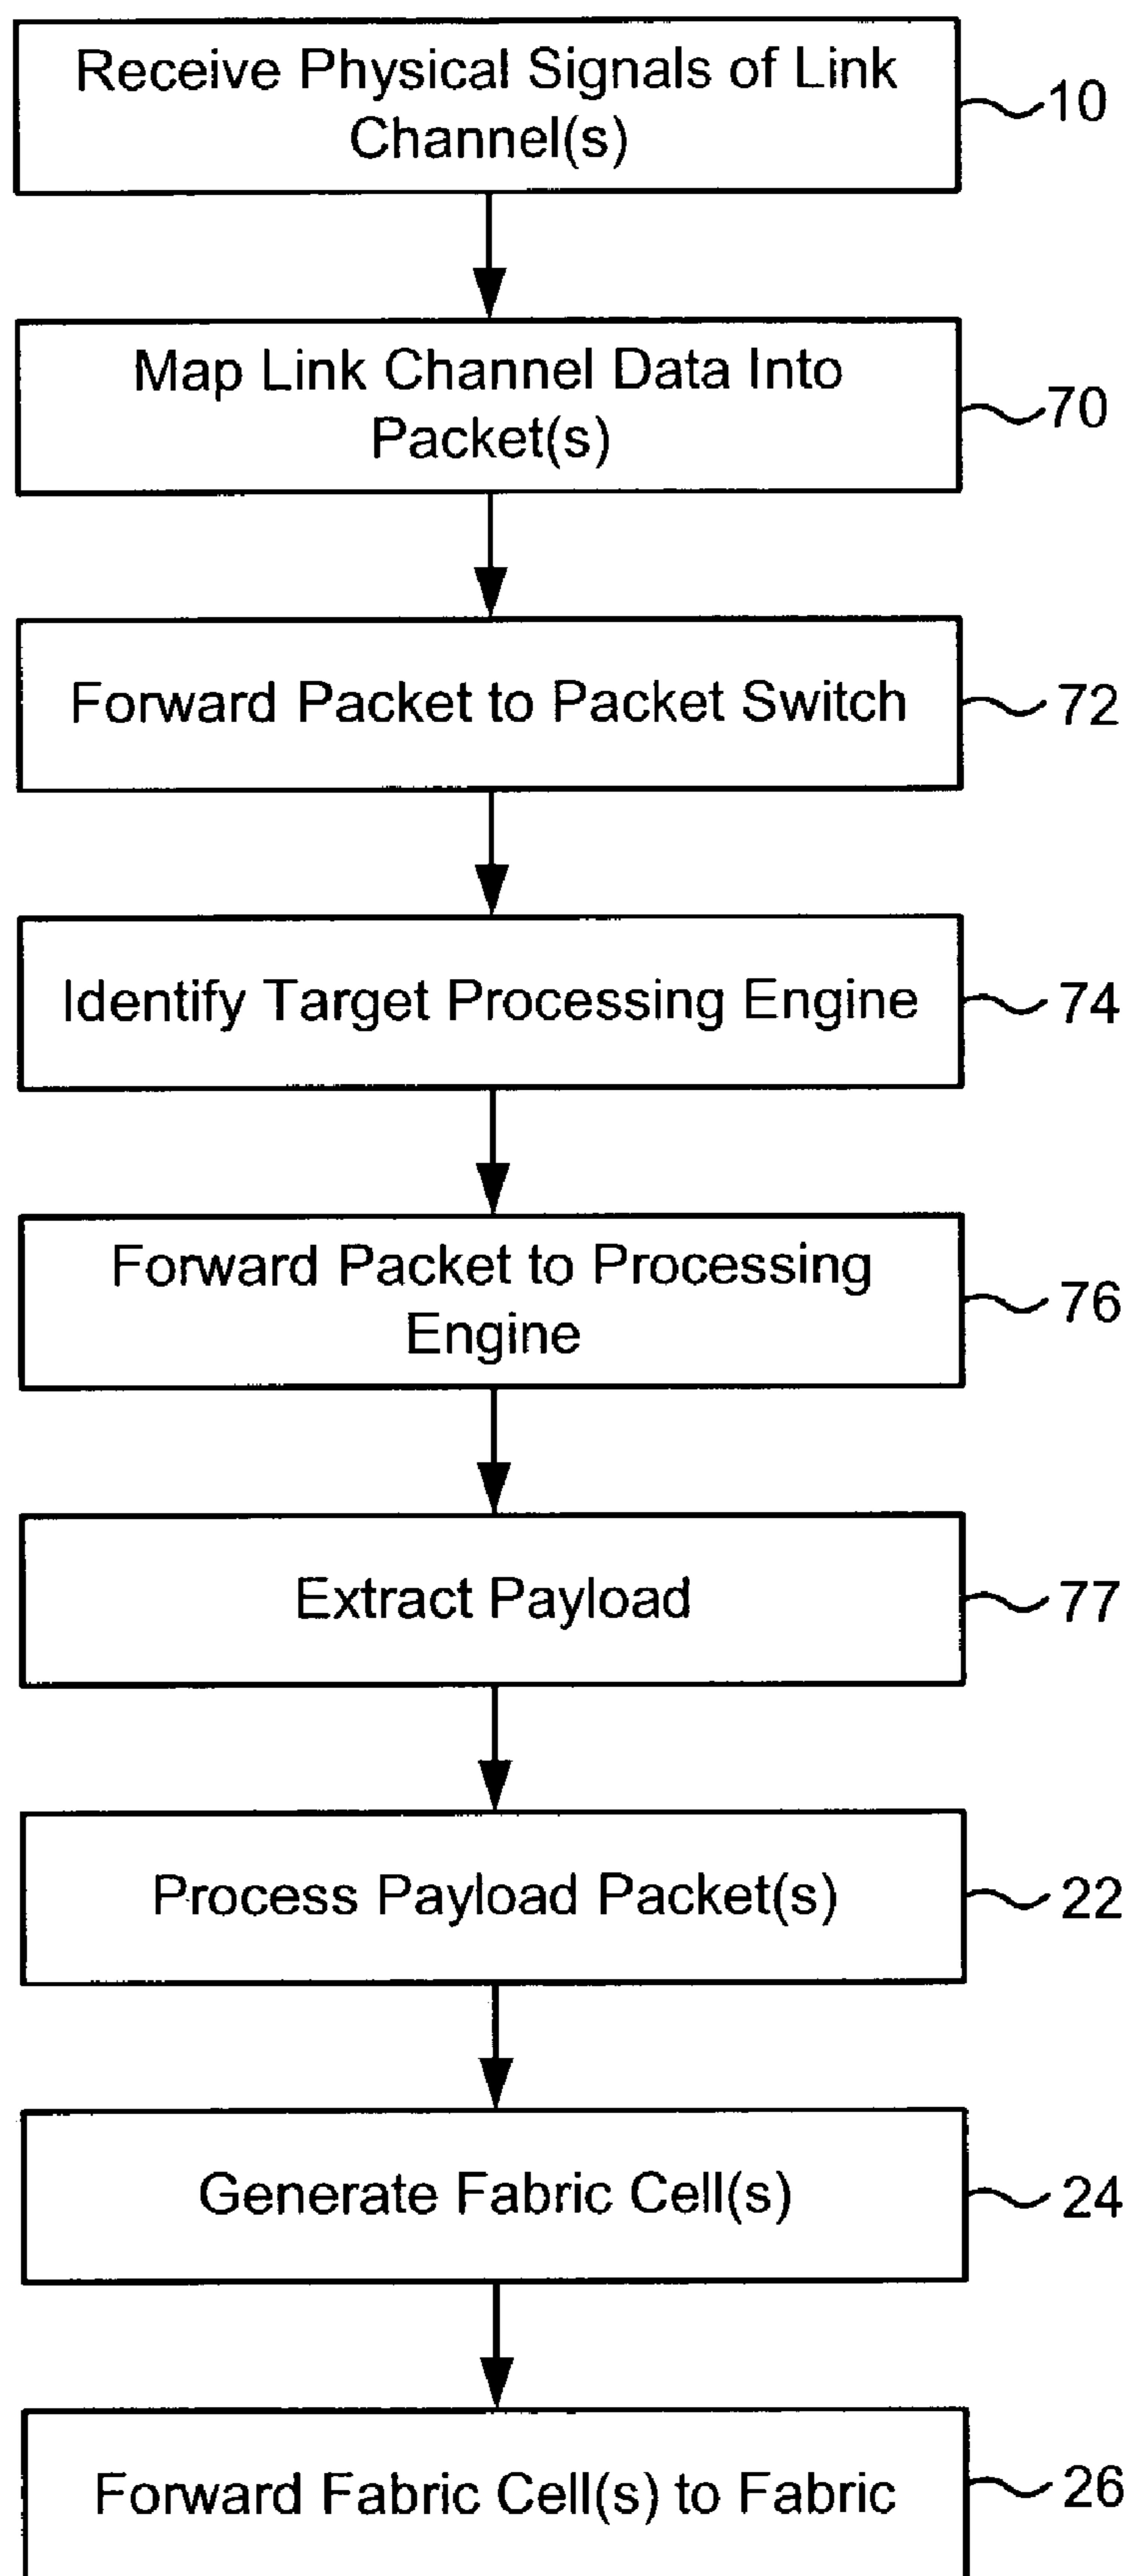 Receive Physical Signals of Link
Channel(s)
10
Map Link Channel Data Into
Packet(s)
70
Forward Packet to Packet Switch
72
Identify Target Processing Engine
74
Forward Packet to Processing
Engine
76
Extract Payload
77
Process Payload Packet(s)
22
Generate Fabric Cell(s)
24
Forward Fabric Cell(s) to Fabric
26